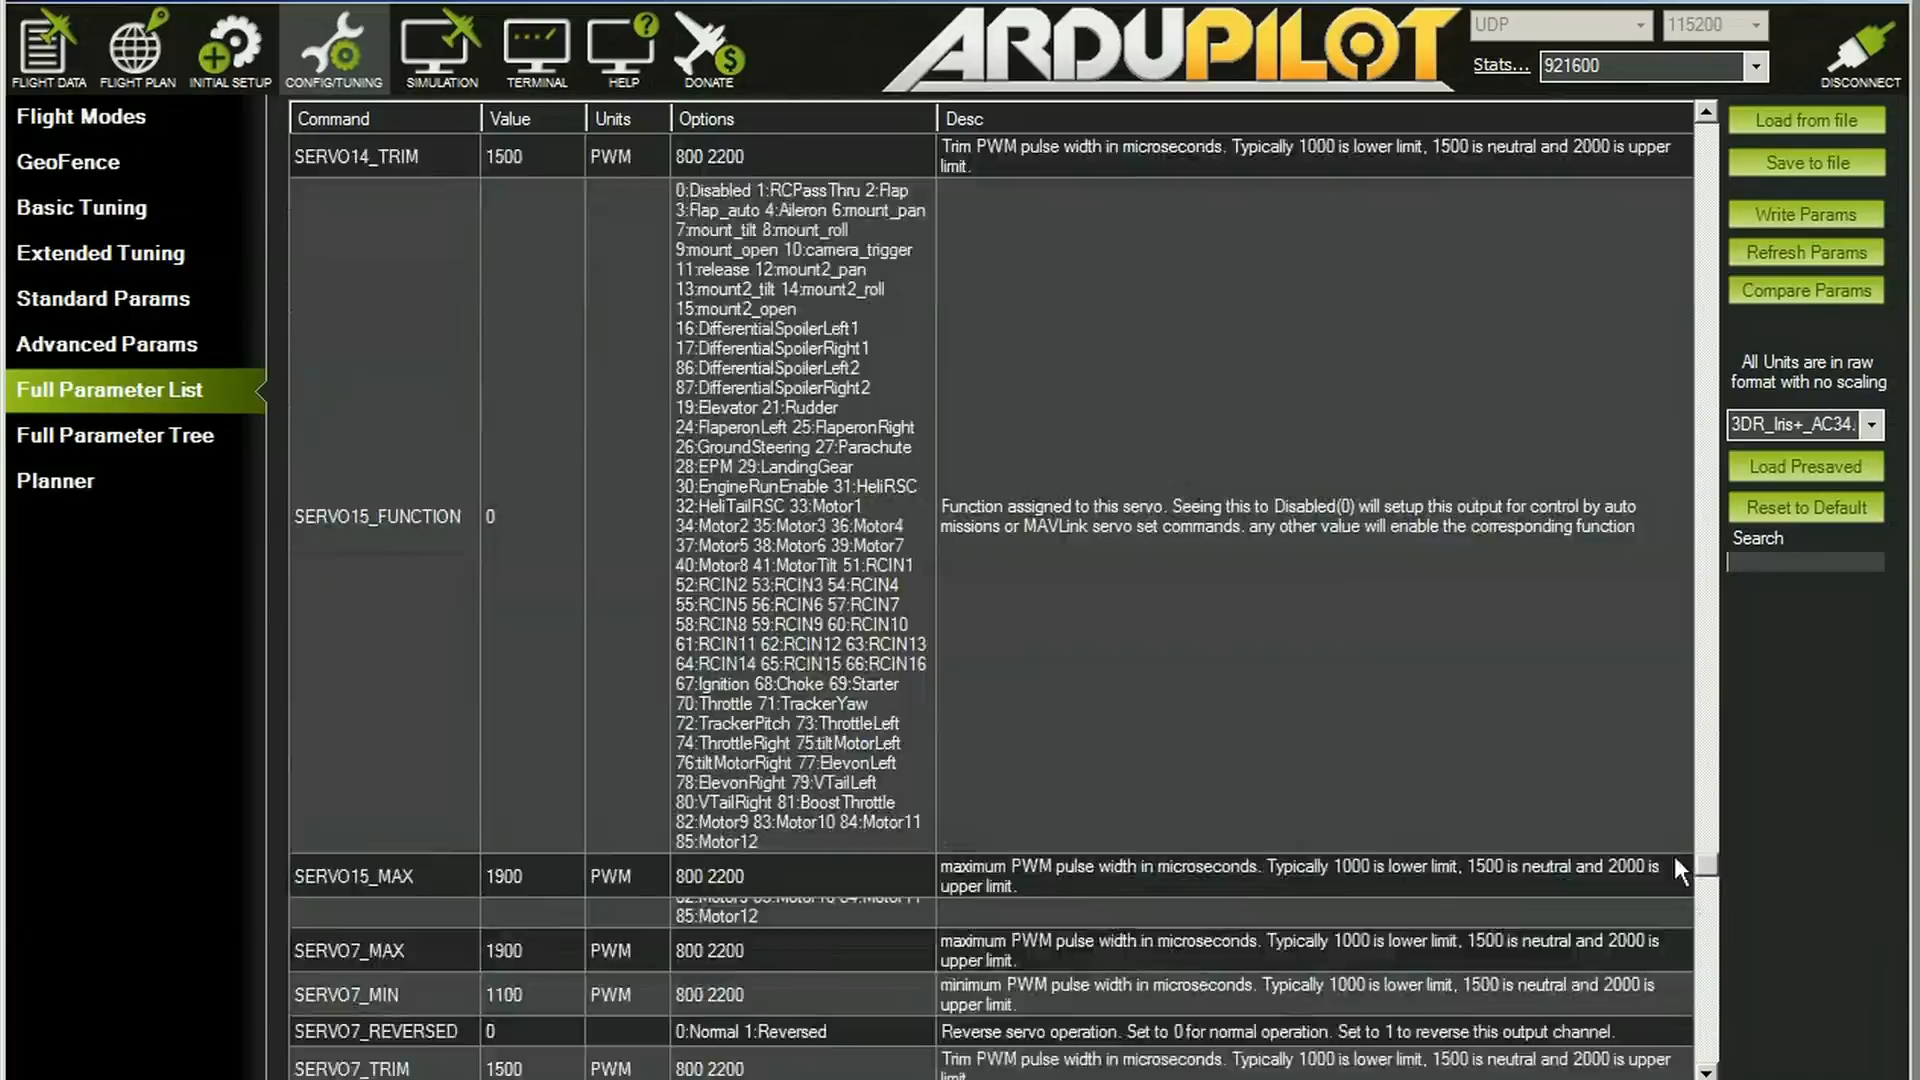 FLIGHT DATA FLIGHT PLAN INITIAL SETUP CONFIG/TUNING SIMULATION TERMINAL HELP DONATE
ARDUPILOT
UDP 115200
Stats... 921600
DISCONNECT
Flight Modes
GeoFence
Basic Tuning
Extended Tuning
Standard Params
Advanced Params
Full Parameter List
Full Parameter Tree
Planner
Command Value Units Options Desc
SERVO14_TRIM 1500 PWM 800 2200 Trim PWM pulse width in microseconds. Typically 1000 is lower limit, 1500 is neutral and 2000 is upper
limit.
0:Disabled 1:RCPassThru 2:Flap
3:Flap_auto 4:Aileron 6:mount_pan
7:mount_tilt 8:mount_roll
9:mount_open 10:camera_trigger
11:release 12:mount2_pan
13:mount2_tilt 14:mount2_roll
15:mount2_open
16:DifferentialSpoilerLeft1
17:DifferentialSpoilerRight1
86:DifferentialSpoilerLeft2
87:DifferentialSpoilerRight2
19:Elevator 21:Rudder
24:FlaperonLeft 25:FlaperonRight
26:GroundSteering 27:Parachute
28:EPM 29:LandingGear
30:EngineRunEnable 31:HeliRSC
32:HeliTailRSC 33:Motor1
34:Motor2 35:Motor3 36:Motor4
37:Motor5 38:Motor6 39:Motor7
40:Motor8 41:MotorTilt 51:RCIN1
52:RCIN2 53:RCIN3 54:RCIN4
55:RCIN5 56:RCIN6 57:RCIN7
58:RCIN8 59:RCIN9 60:RCIN10
61:RCIN11 62:RCIN12 63:RCIN13
64:RCIN14 65:RCIN15 66:RCIN16
67:Ignition 68:Choke 69:Starter
70:Throttle 71:TrackerYaw
72:TrackerPitch 73:ThrottleLeft
74:ThrottleRight 75:tiltMotorLeft
76:tiltMotorRight 77:ElevonLeft
78:ElevonRight 79:VTailLeft
80:VTailRight 81:BoostThrottle
82:Motor9 83:Motor10 84:Motor11
85:Motor12
SERVO15_FUNCTION 0
Function assigned to this servo. Seeing this to Disabled(0) will setup this output for control by auto
missions or MAVLink servo set commands. any other value will enable the corresponding function
SERVO15_MAX 1900 PWM 800 2200 maximum PWM pulse width in microseconds. Typically 1000 is lower limit, 1500 is neutral and 2000 is
upper limit.
82:Motor9 83:Motor10 84:Motor11
85:Motor12
SERVO7_MAX 1900 PWM 800 2200 maximum PWM pulse width in microseconds. Typically 1000 is lower limit, 1500 is neutral and 2000 is
upper limit.
SERVO7_MIN 1100 PWM 800 2200 minimum PWM pulse width in microseconds. Typically 1000 is lower limit, 1500 is neutral and 2000 is
upper limit.
SERVO7_REVERSED 0 0:Normal 1:Reversed Reverse servo operation. Set to 0 for normal operation. Set to 1 to reverse this output channel.
SERVO7_TRIM 1500 PWM 800 2200 Trim PWM pulse width in microseconds. Typically 1000 is lower limit, 1500 is neutral and 2000 is upper
limit.
Load from file
Save to file
Write Params
Refresh Params
Compare Params
All Units are in raw
format with no scaling
3DR_Iris+_AC34.
Load Presaved
Reset to Default
Search